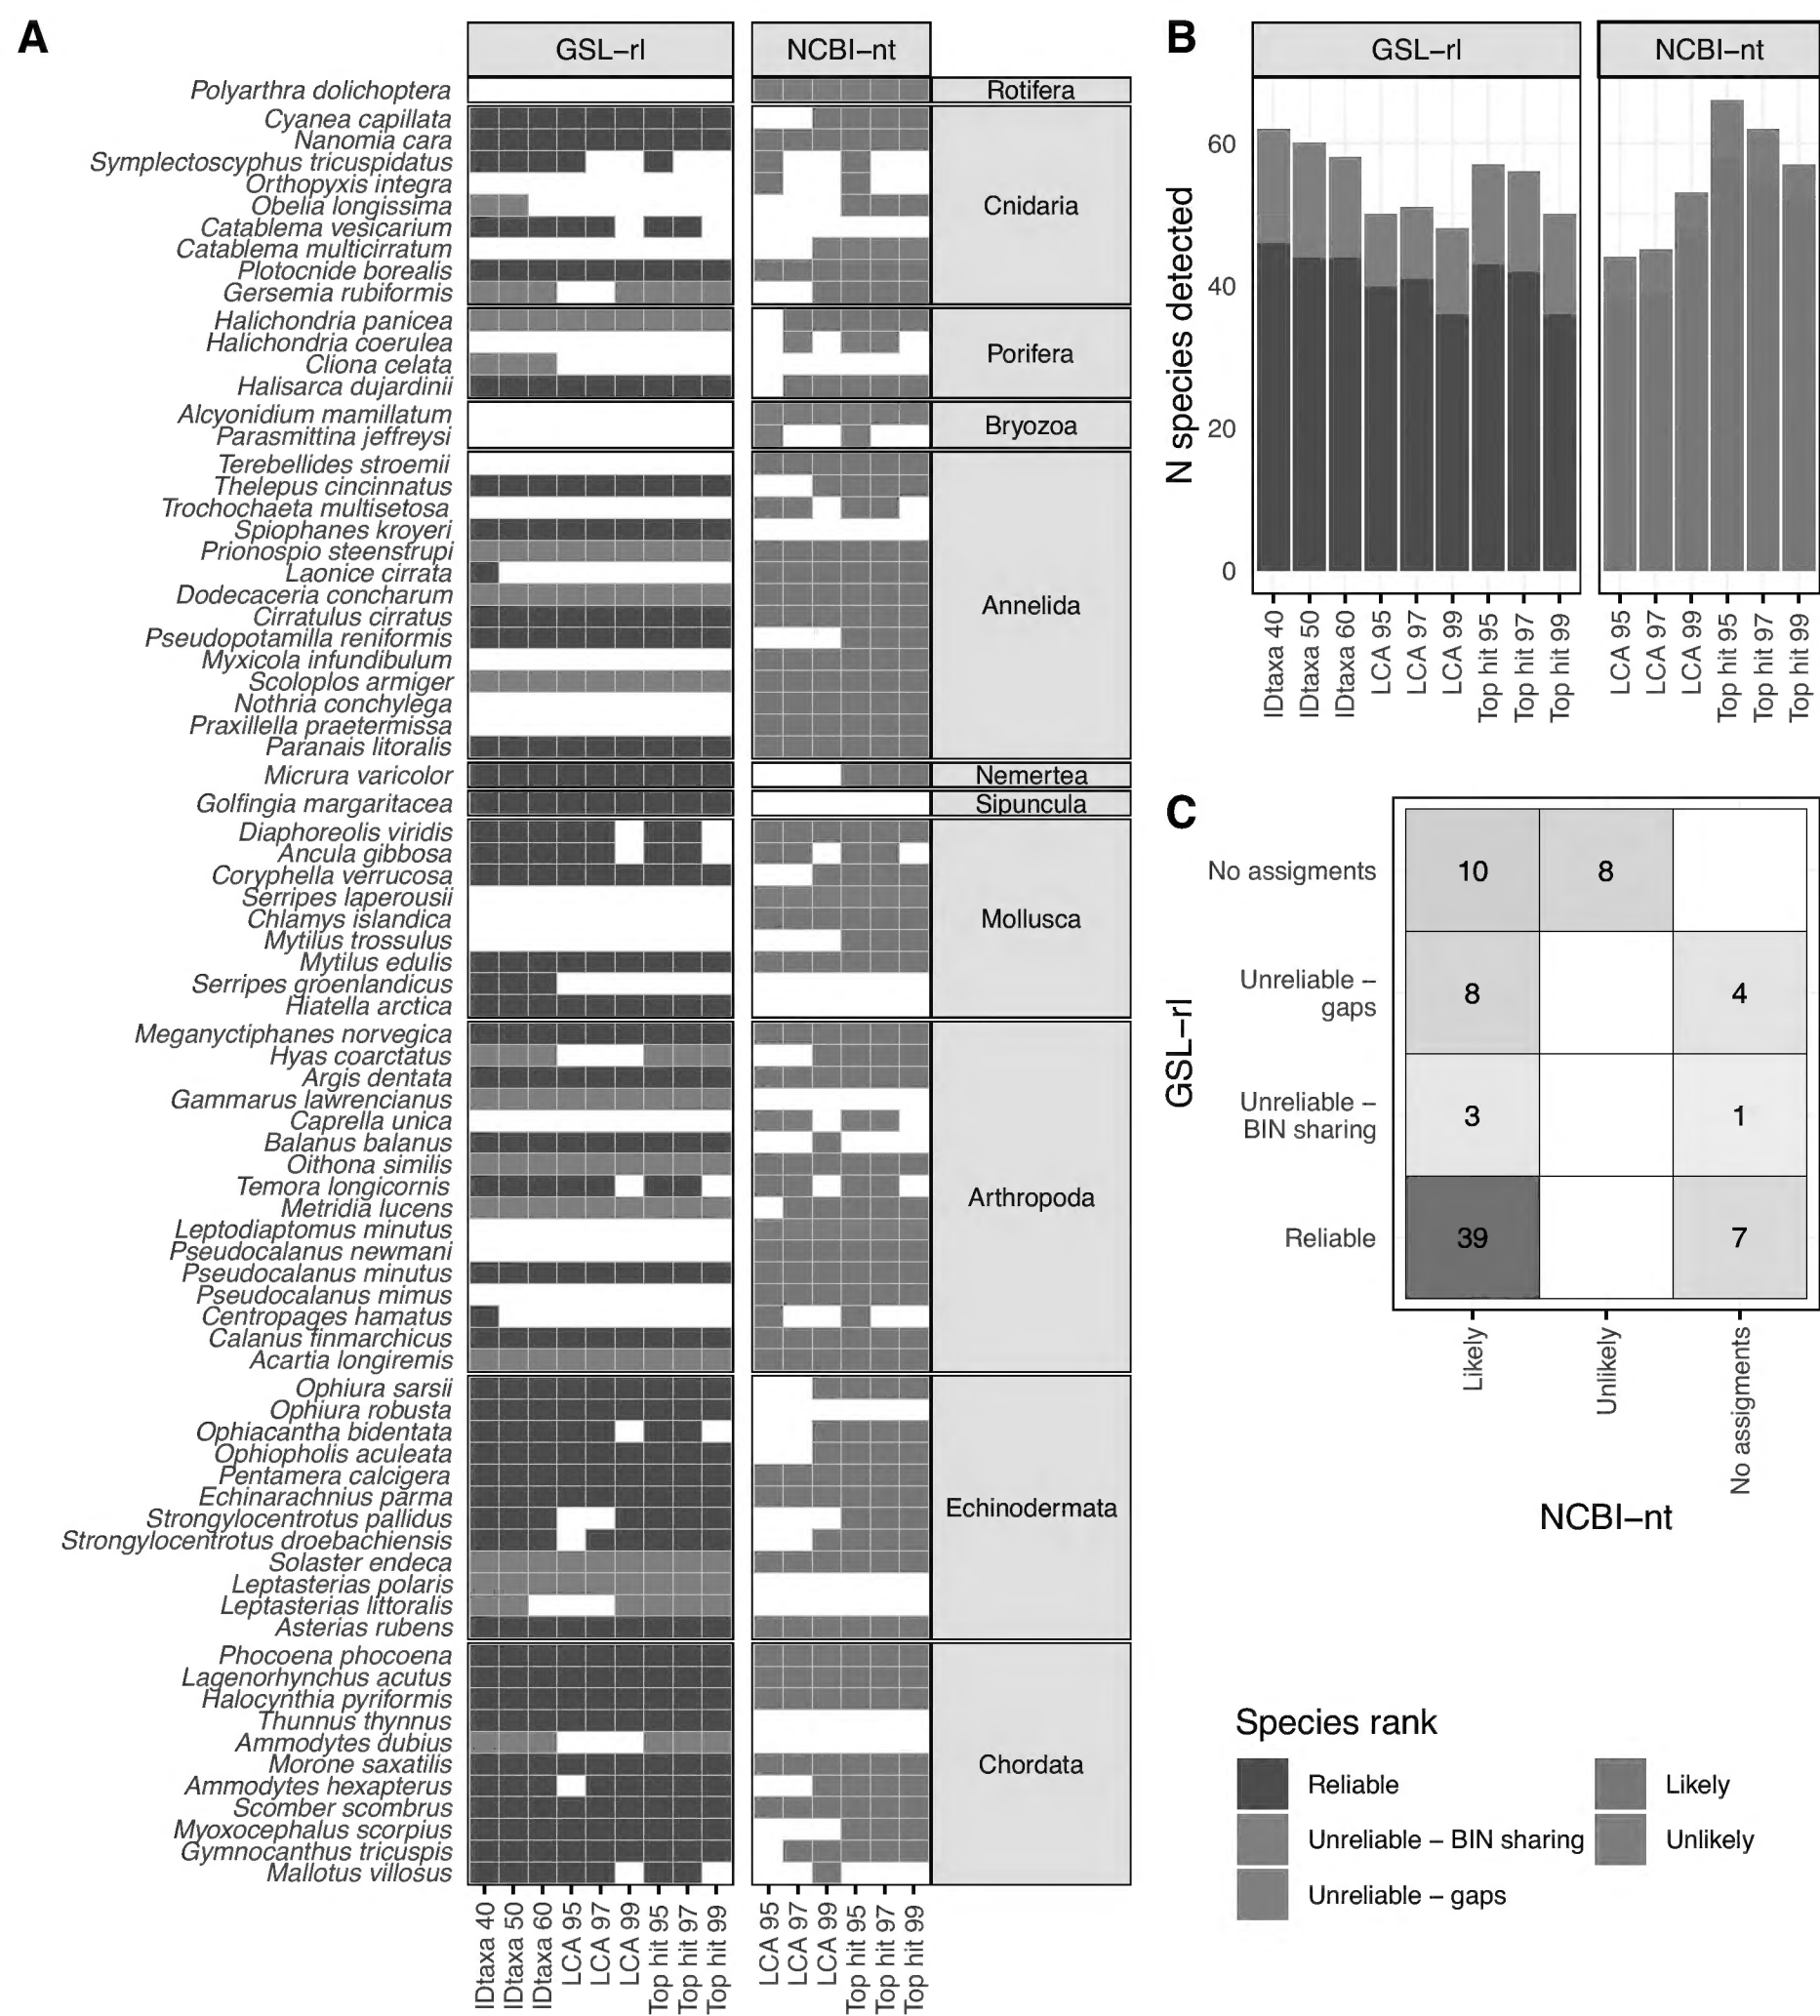 A
GSL–rl
NCBI–nt
Polyarthra dolichoptera
Rotifera
Cyanea capillata
Nanomia cara
Symplectoscyphus tricuspidatus
Orthopyxis integra
Obelia longissima
Catablema vesicarium
Catablema multicirratum
Plotocnide borealis
Gersemia rubiformis
Cnidaria
Halichondria panicea
Halichondria coerulea
Cliona celata
Halisarca dujardinii
Porifera
Alcyonidium mamillatum
Parasmittina jeffreysi
Bryozoa
Terebellides stroemii
Thelepus cincinnatus
Trochochaeta multisetosa
Spiophanes kroyeri
Prionospio steenstrupi
Laonice cirrata
Dodecaceria concharum
Cirratulus cirratus
Pseudopotamilla reniformis
Myxicola infundibulum
Scoloplos armiger
Nothria conchylega
Praxillella praetermissa
Paranais litoralis
Annelida
Micrura varicolor
Nemertea
Golfingia margaritacea
Sipuncula
Diaphoreolis viridis
Ancula gibbosa
Coryphella verrucosa
Serripes laperousii
Chlamys islandica
Mytilus trossulus
Mytilus edulis
Serripes groenlandicus
Hiatella arctica
Mollusca
Meganyctiphanes norvegica
Hyas coarctatus
Argis dentata
Gammarus lawrencianus
Caprella unica
Balanus balanus
Oithona similis
Temora longicornis
Metridia lucens
Leptodiaptomus minutus
Pseudocalanus newmani
Pseudocalanus minutus
Pseudocalanus mimus
Centropages hamatus
Calanus finmarchicus
Acartia longiremis
Arthropoda
Ophiura sarsii
Ophiura robusta
Ophiacantha bidentata
Ophiopholis aculeata
Pentamera calcigera
Echinarachnius parma
Strongylocentrotus pallidus
Strongylocentrotus droebachiensis
Solaster endeca
Leptasterias polaris
Leptasterias littoralis
Asterias rubens
Echinodermata
Phocoena phocoena
Lagenorhynchus acutus
Halocynthia pyriformis
Thunnus thynnus
Ammodytes dubius
Morone saxatilis
Ammodytes hexapterus
Scomber scombrus
Myoxocephalus scorpius
Gymnocanthus tricuspis
Mallotus villosus
Chordata
IDtaxa 40
IDtaxa 50
IDtaxa 60
LCA 95
LCA 97
LCA 99
Top hit 95
Top hit 97
Top hit 99
LCA 95
LCA 97
LCA 99
Top hit 95
Top hit 97
Top hit 99
B
GSL–rl
NCBI–nt
N species detected
60
40
20
0
IDtaxa 40
IDtaxa 50
IDtaxa 60
LCA 95
LCA 97
LCA 99
Top hit 95
Top hit 97
Top hit 99
LCA 95
LCA 97
LCA 99
Top hit 95
Top hit 97
Top hit 99
C
GSL–rl
No assigments
10
8
Unreliable –
gaps
8
4
Unreliable –
BIN sharing
3
1
Reliable
39
7
Likely
Unlikely
No assigments
NCBI–nt
Species rank
Reliable
Likely
Unreliable – BIN sharing
Unlikely
Unreliable – gaps